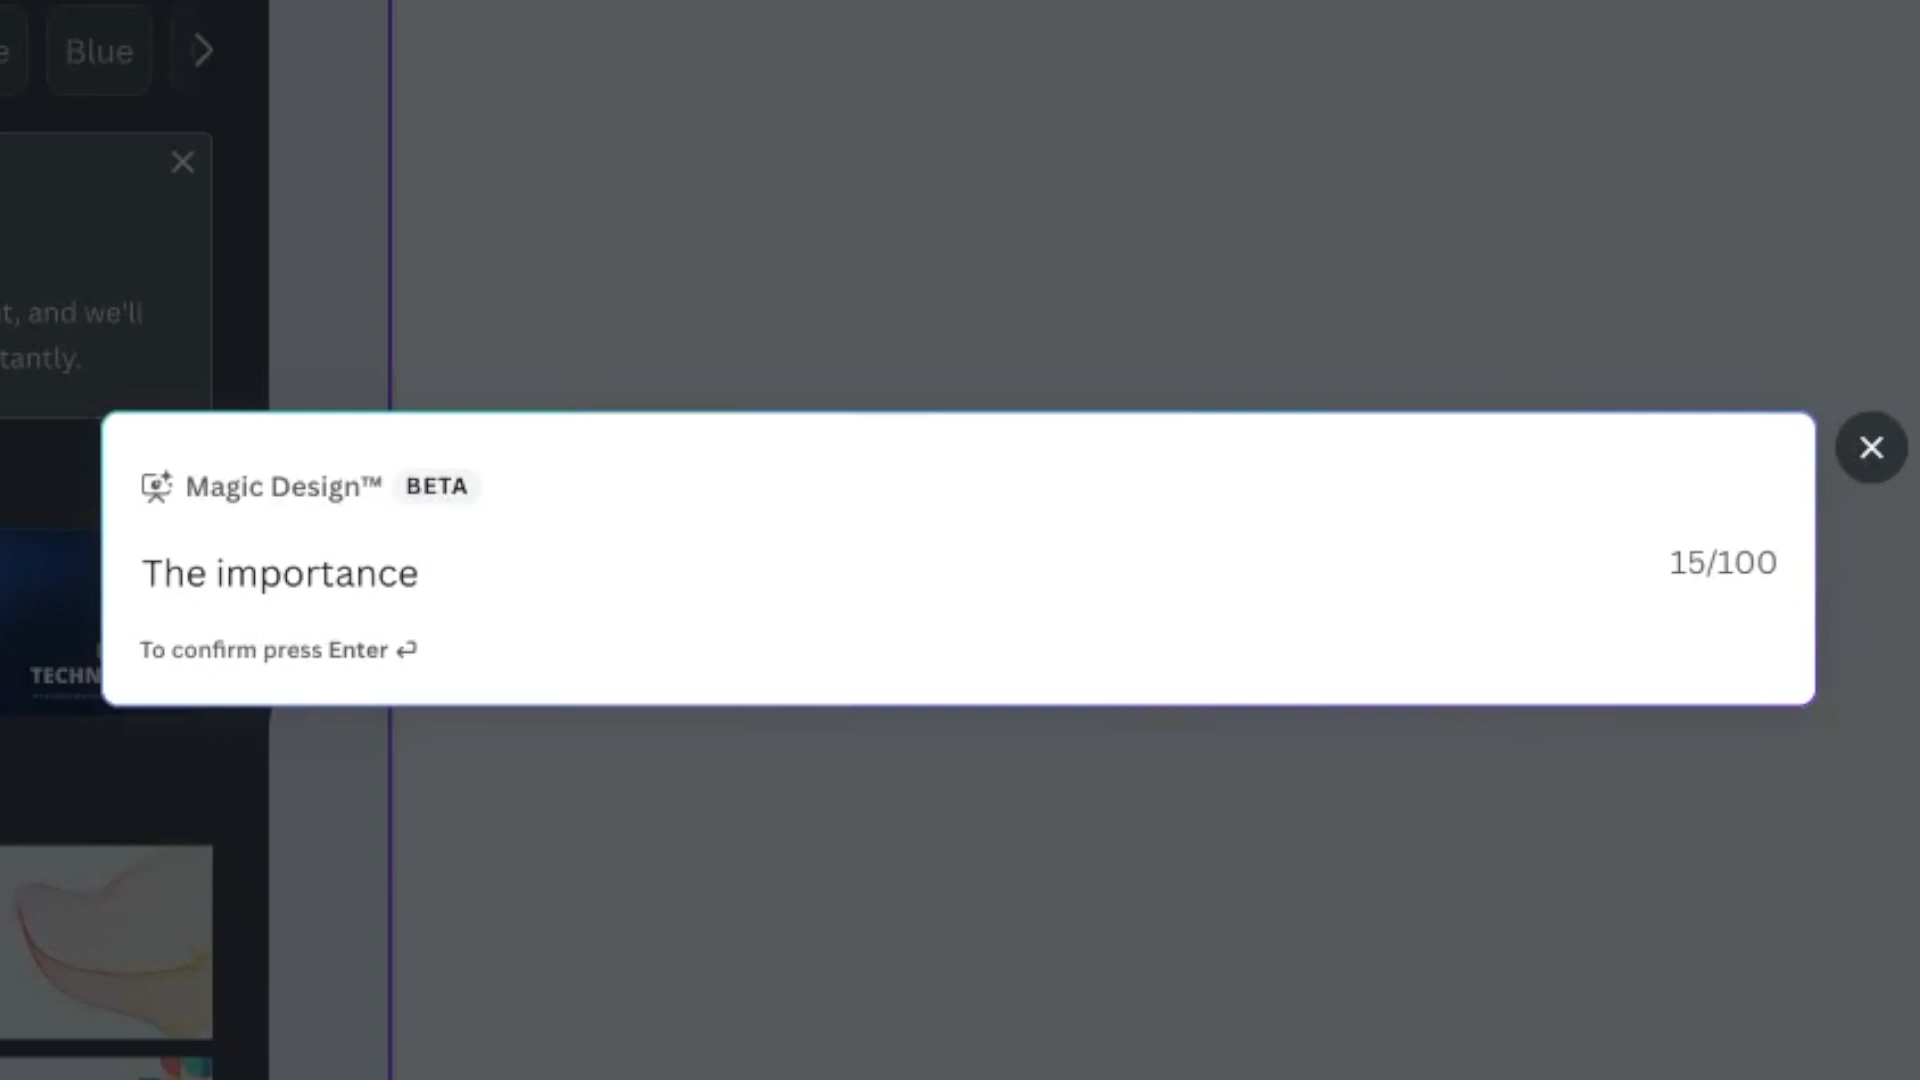 Blue
t, and we'll
tantly.
Magic Design™ BETA
The importance
15/100
To confirm press Enter
TECHN